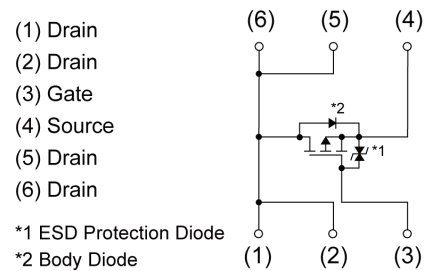 (1) Drain
(2) Drain
(3) Gate
(4) Source
(5) Drain
(6) Drain
*1 ESD Protection Diode
*2 Body Diode
(6) (5) (4)
*2
*1
(1) (2) (3)